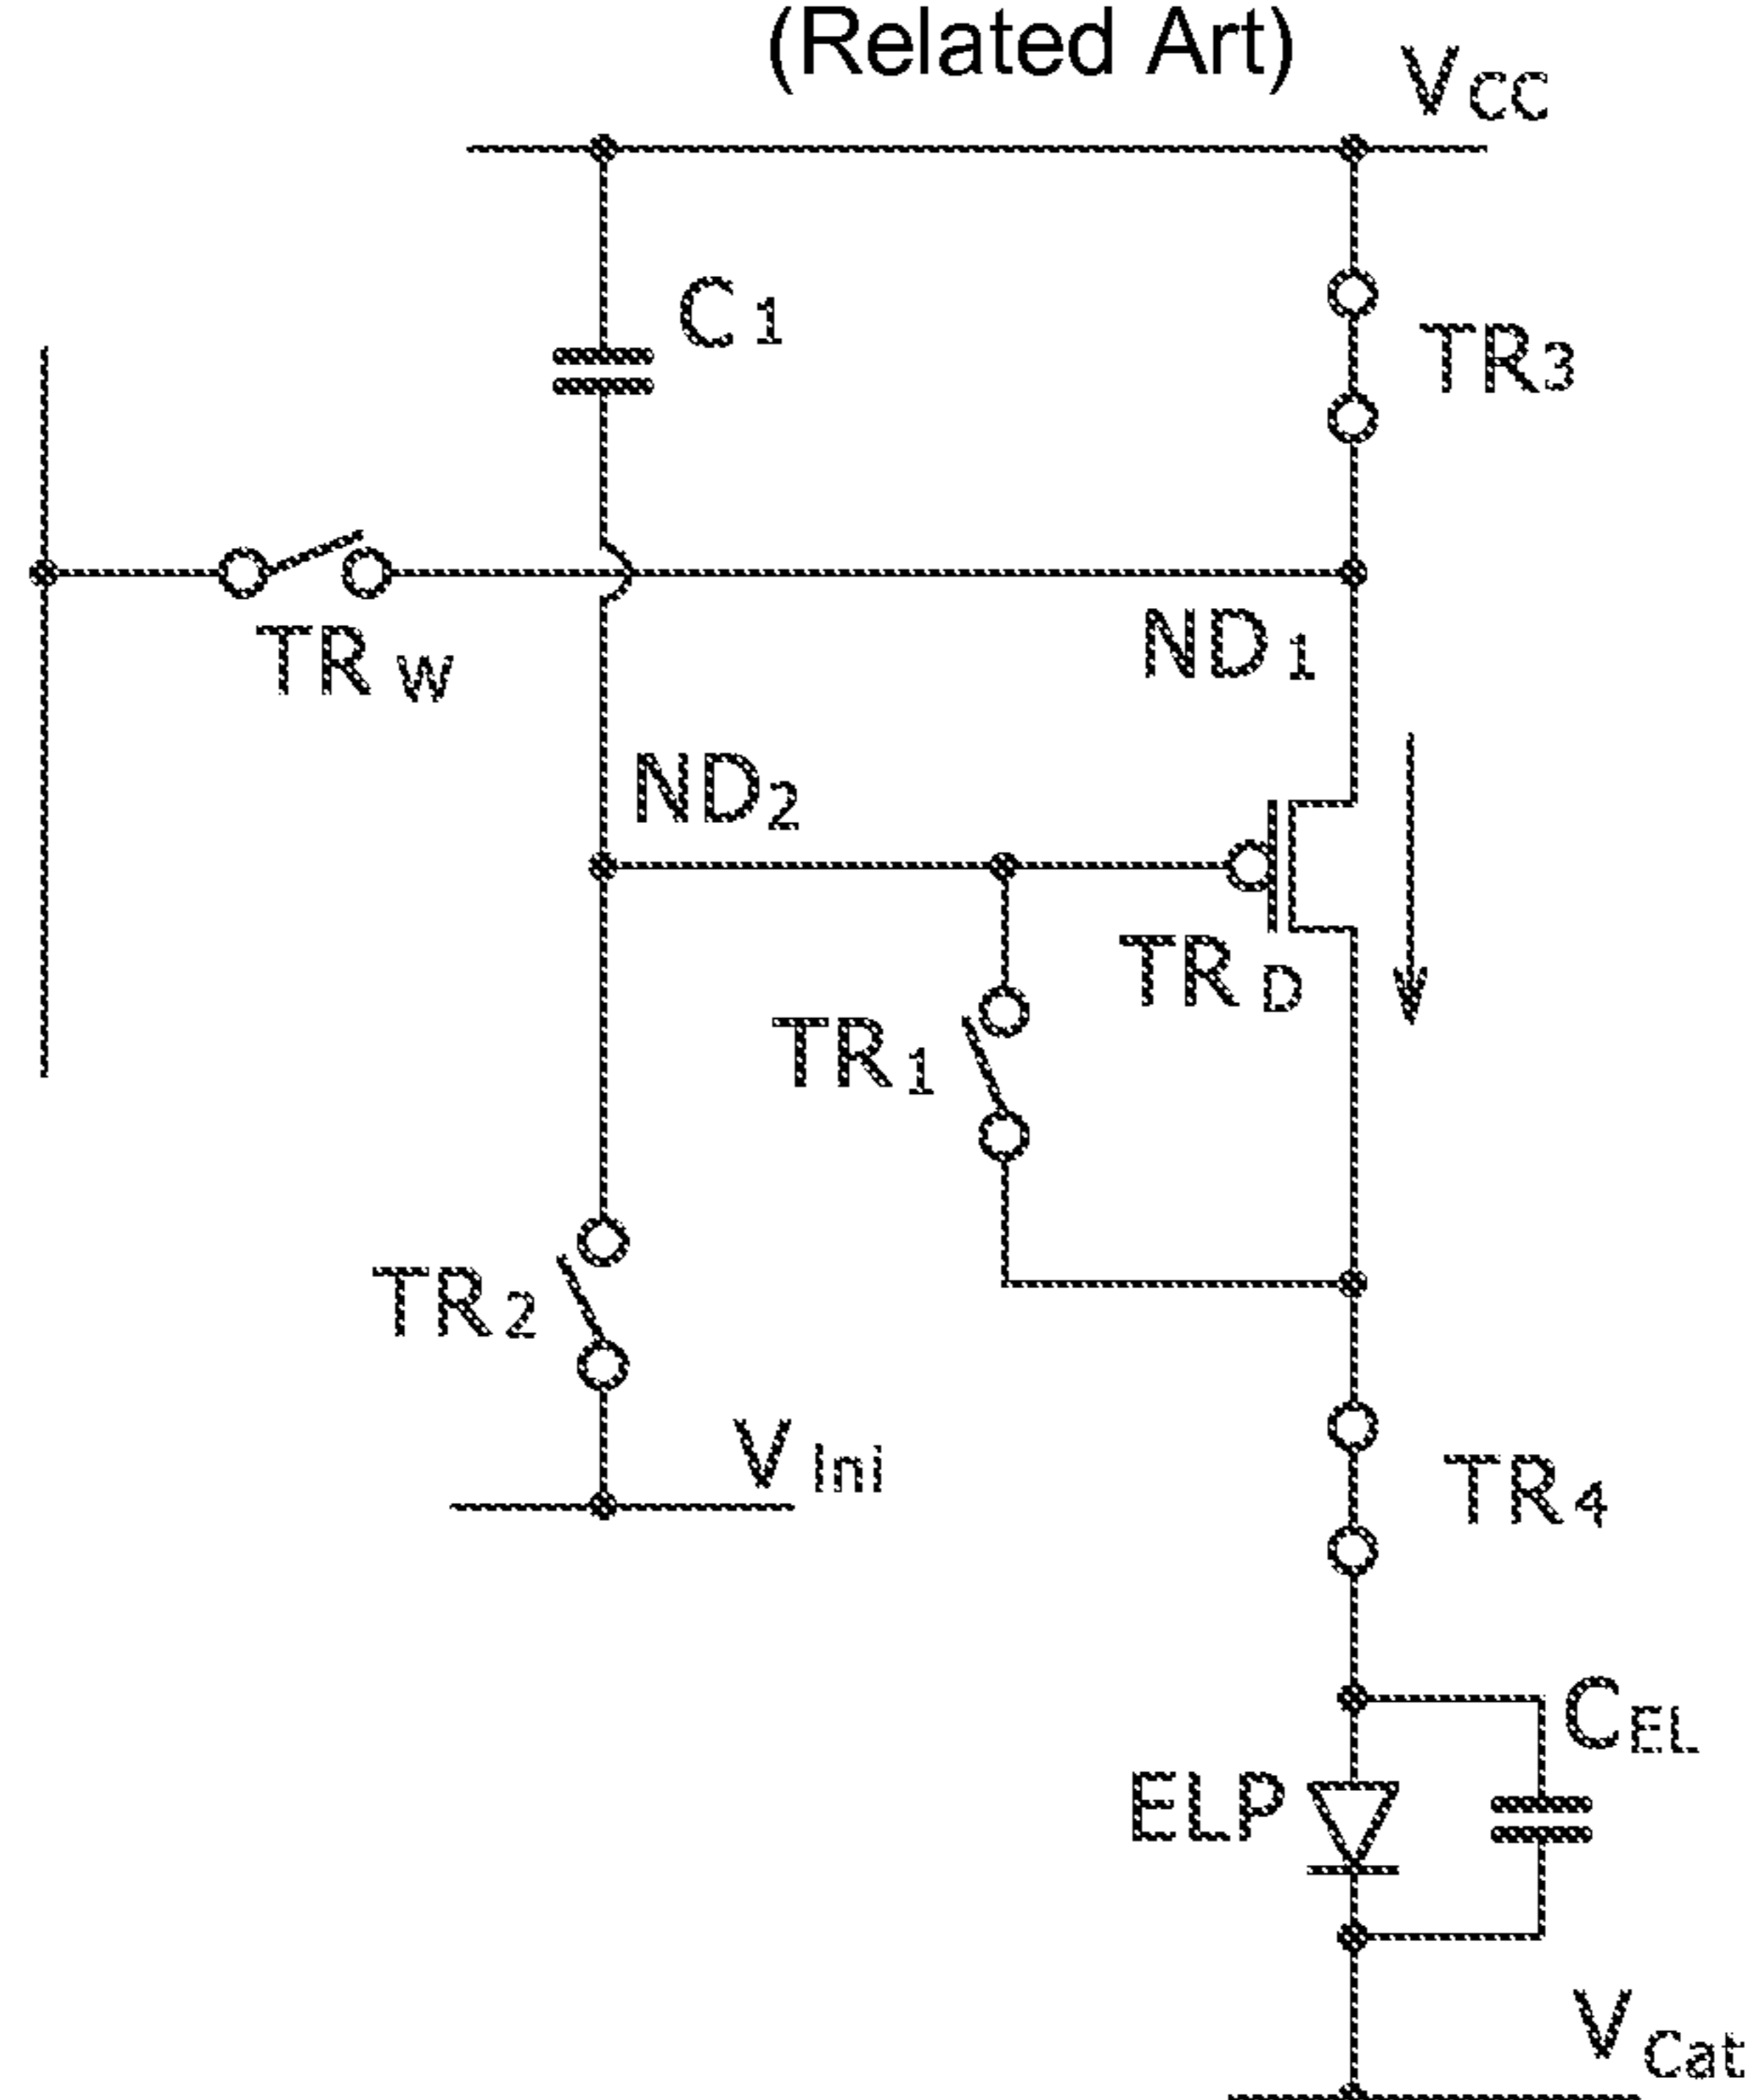 (Related Art)
VCC
C1
TR3
TRW
ND1
ND2
TRD
TR1
TR2
VIni
TR4
CEL
ELP
VCat